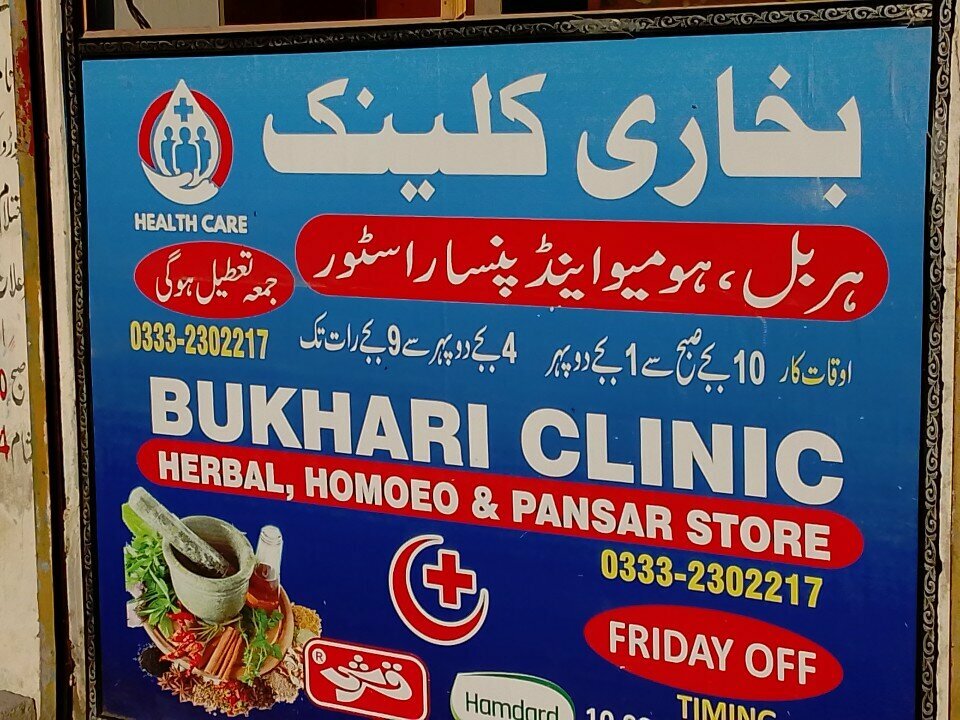 بخاری کلینک
HEALTH CARE
ہربل، ہومیو اینڈ پنسار اسٹور
جمعہ تعطیل ہوگی
0333-2302217
اوقات کار 10 بجے صبح سے 1 بجے دوپہر 4 بجے دوپہر سے 9 بجے رات تک
BUKHARI CLINIC
HERBAL, HOMOEO & PANSAR STORE
0333-2302217
FRIDAY OFF
قرشی ®
Hamdard
TIMING
صبح